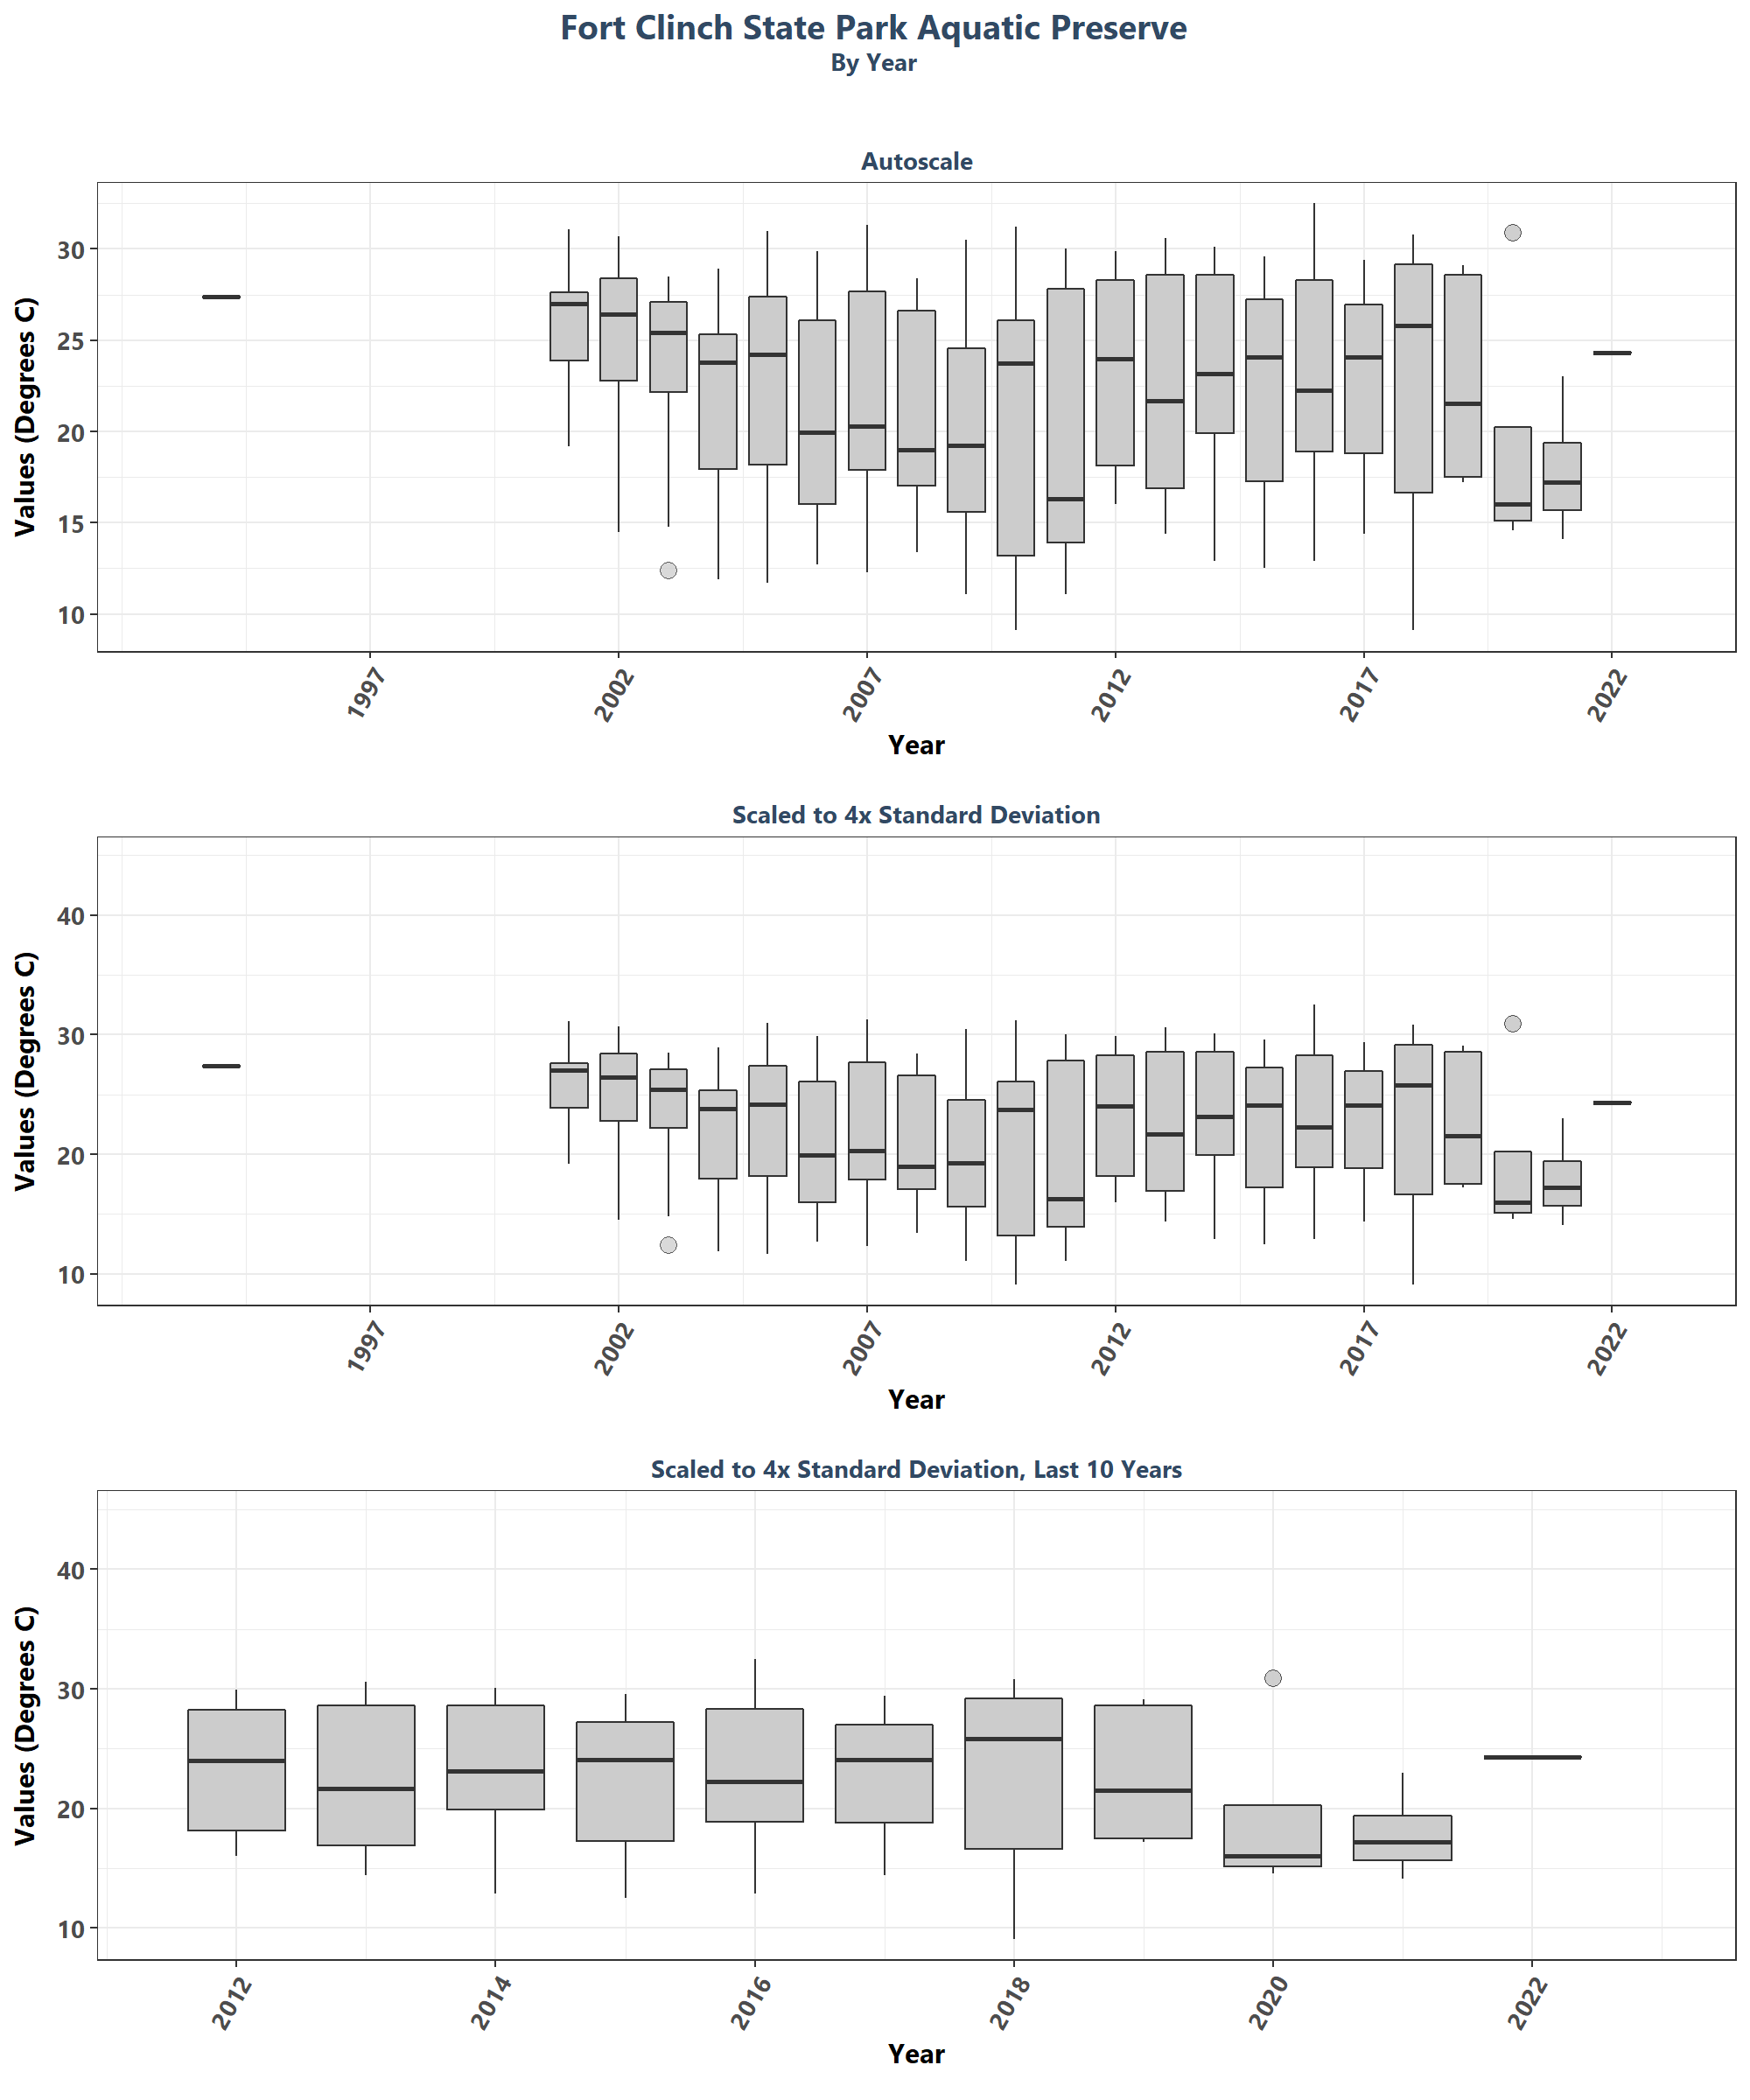 Fort Clinch State Park Aquatic Preserve
By Year
Autoscale
Values (Degrees C)
30
25
20
15
10
1997
2002
2007
2012
2017
2022
Year
Scaled to 4x Standard Deviation
Values (Degrees C)
40
30
20
10
1997
2002
2007
2012
2017
2022
Year
Scaled to 4x Standard Deviation, Last 10 Years
Values (Degrees C)
40
30
20
10
2012
2014
2016
2018
2020
2022
Year